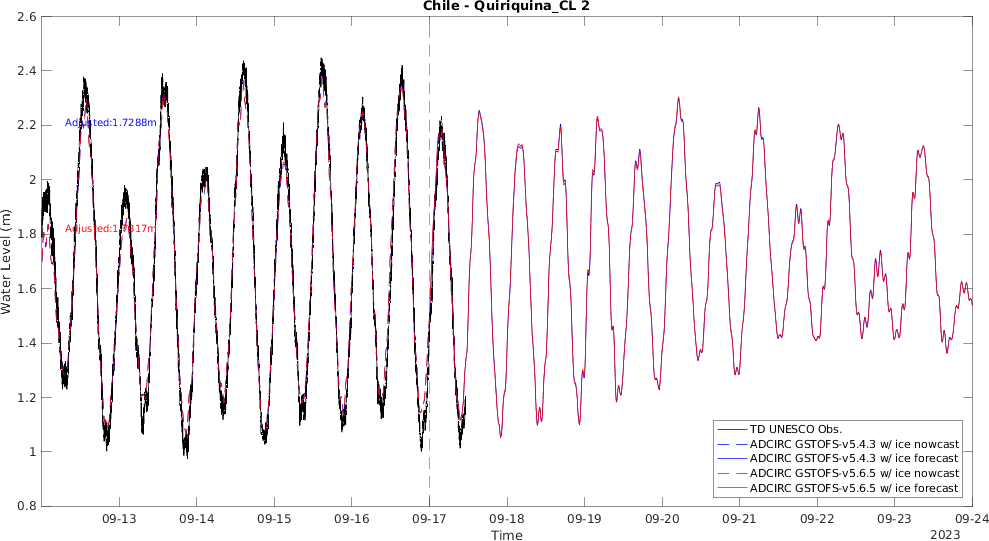 Chile - Quiriquina_CL 2
2.6
2.4
2.2
2
1.8
1.6
1.4
1.2
1
0.8
Water Level (m)
Adjusted:1.7288m
09-13
09-14
09-15
09-16
09-17
09-18
09-19
09-20
09-21
09-22
09-23
09-24
Time
2023
TD UNESCO Obs.
ADCIRC GSTOFS-v5.4.3 w/ ice nowcast
ADCIRC GSTOFS-v5.4.3 w/ ice forecast
ADCIRC GSTOFS-v5.6.5 w/ ice nowcast
ADCIRC GSTOFS-v5.6.5 w/ ice forecast